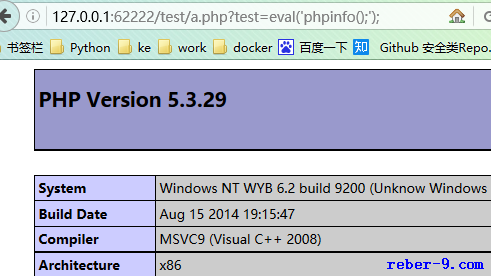 127.0.0.1:62222/test/a.php?test=eval('phpinfo();');
书签栏 Python ke work docker 百度一下 知 Github 安全类Repo.
PHP Version 5.3.29
System Windows NT WYB 6.2 build 9200 (Unknow Windows
Build Date Aug 15 2014 19:15:47
Compiler MSVC9 (Visual C++ 2008)
Architecture x86
reber-9.com